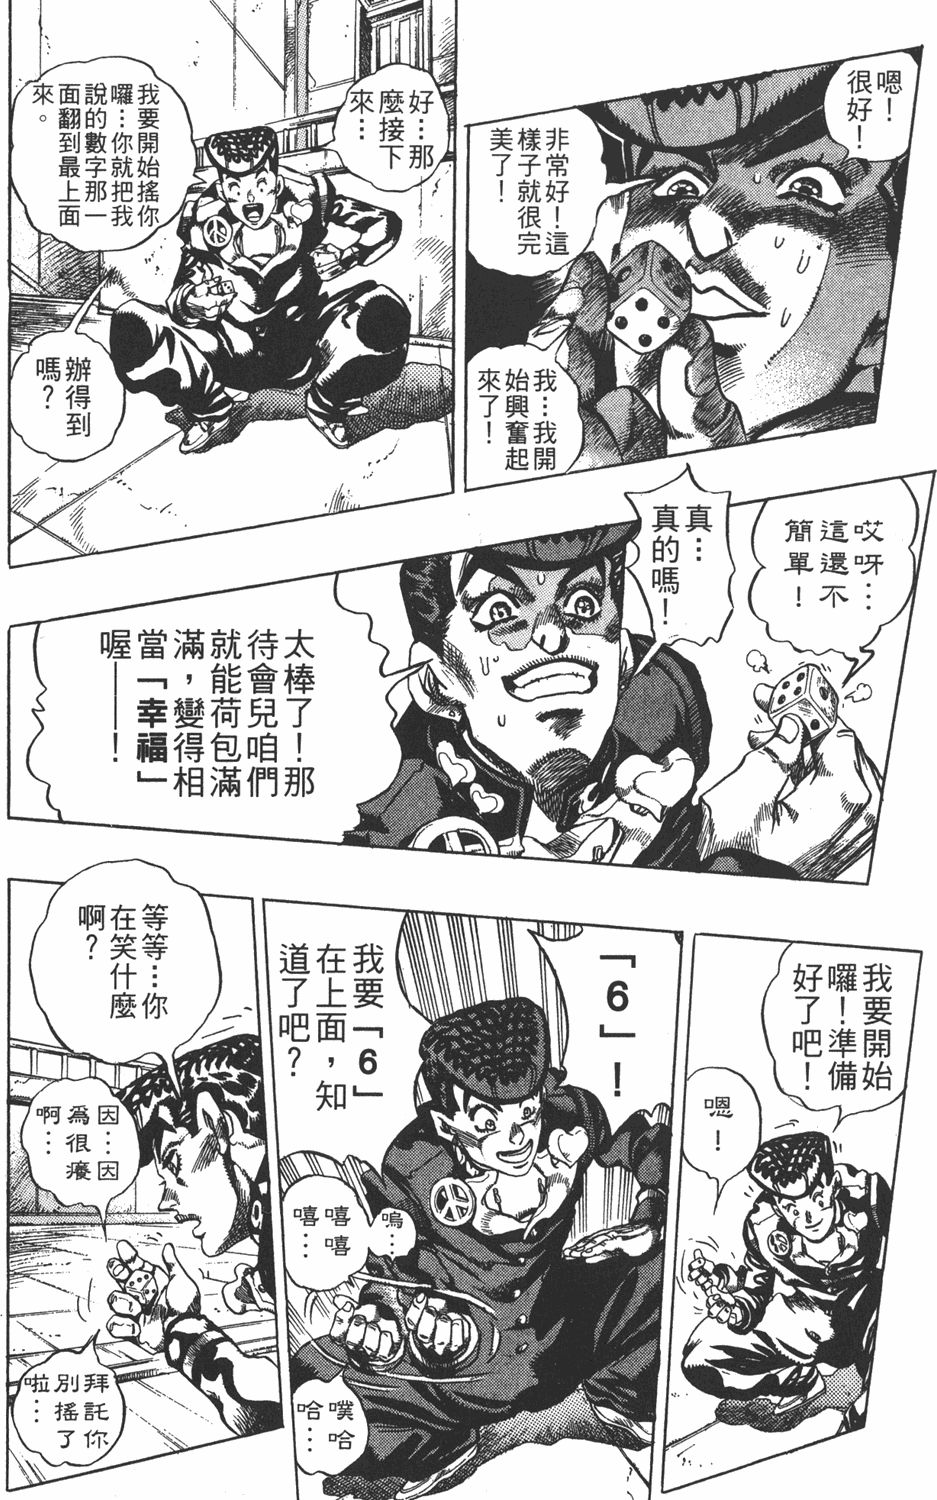 嗯！
很好！
非常好！這
樣子就很完
美了！
我…我開
始興奮起
來了！
好…那
麼接下
來…
我要開始搖你
囉…你就把我
說的數字那一
面翻到最上面
來。
辦得到
嗎？
哎呀…
這還不
簡單！
真…
真的嗎！
太棒了！那
待會兒咱們
就能荷包滿
滿，變得相
當「幸福」
喔——！
我要開始
囉！準備
好了吧！
嗯！
「6」！
我要「6」
在上面，知
道了吧？
嗚…
嘻嘻
嘻…
噗哈
哈…
等等…你
在笑什麼
啊？
因…因
為很癢
啊…
拜託你
別搖了
啦…